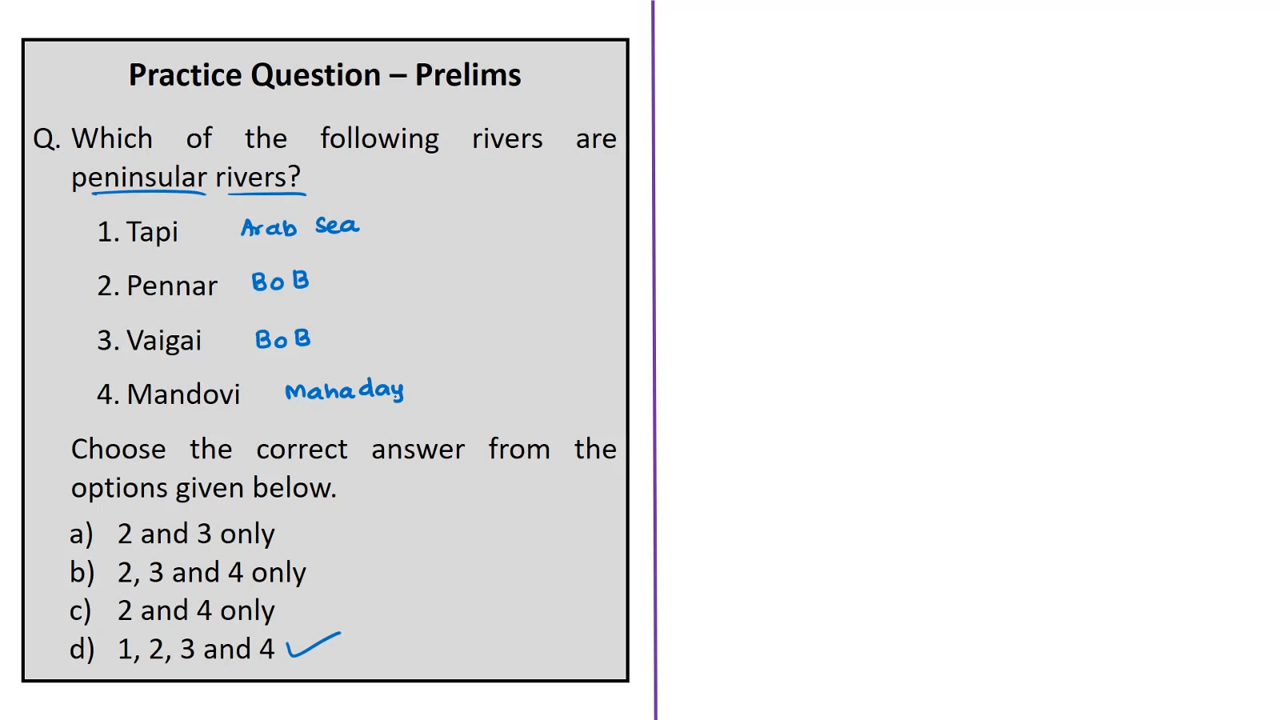 Practice Question – Prelims
Q. Which of the following rivers are
peninsular rivers?
1. Tapi Arab Sea
2. Pennar BoB
3. Vaigai BoB
4. Mandovi Mahaday
Choose the correct answer from the
options given below.
a) 2 and 3 only
b) 2, 3 and 4 only
c) 2 and 4 only
d) 1, 2, 3 and 4